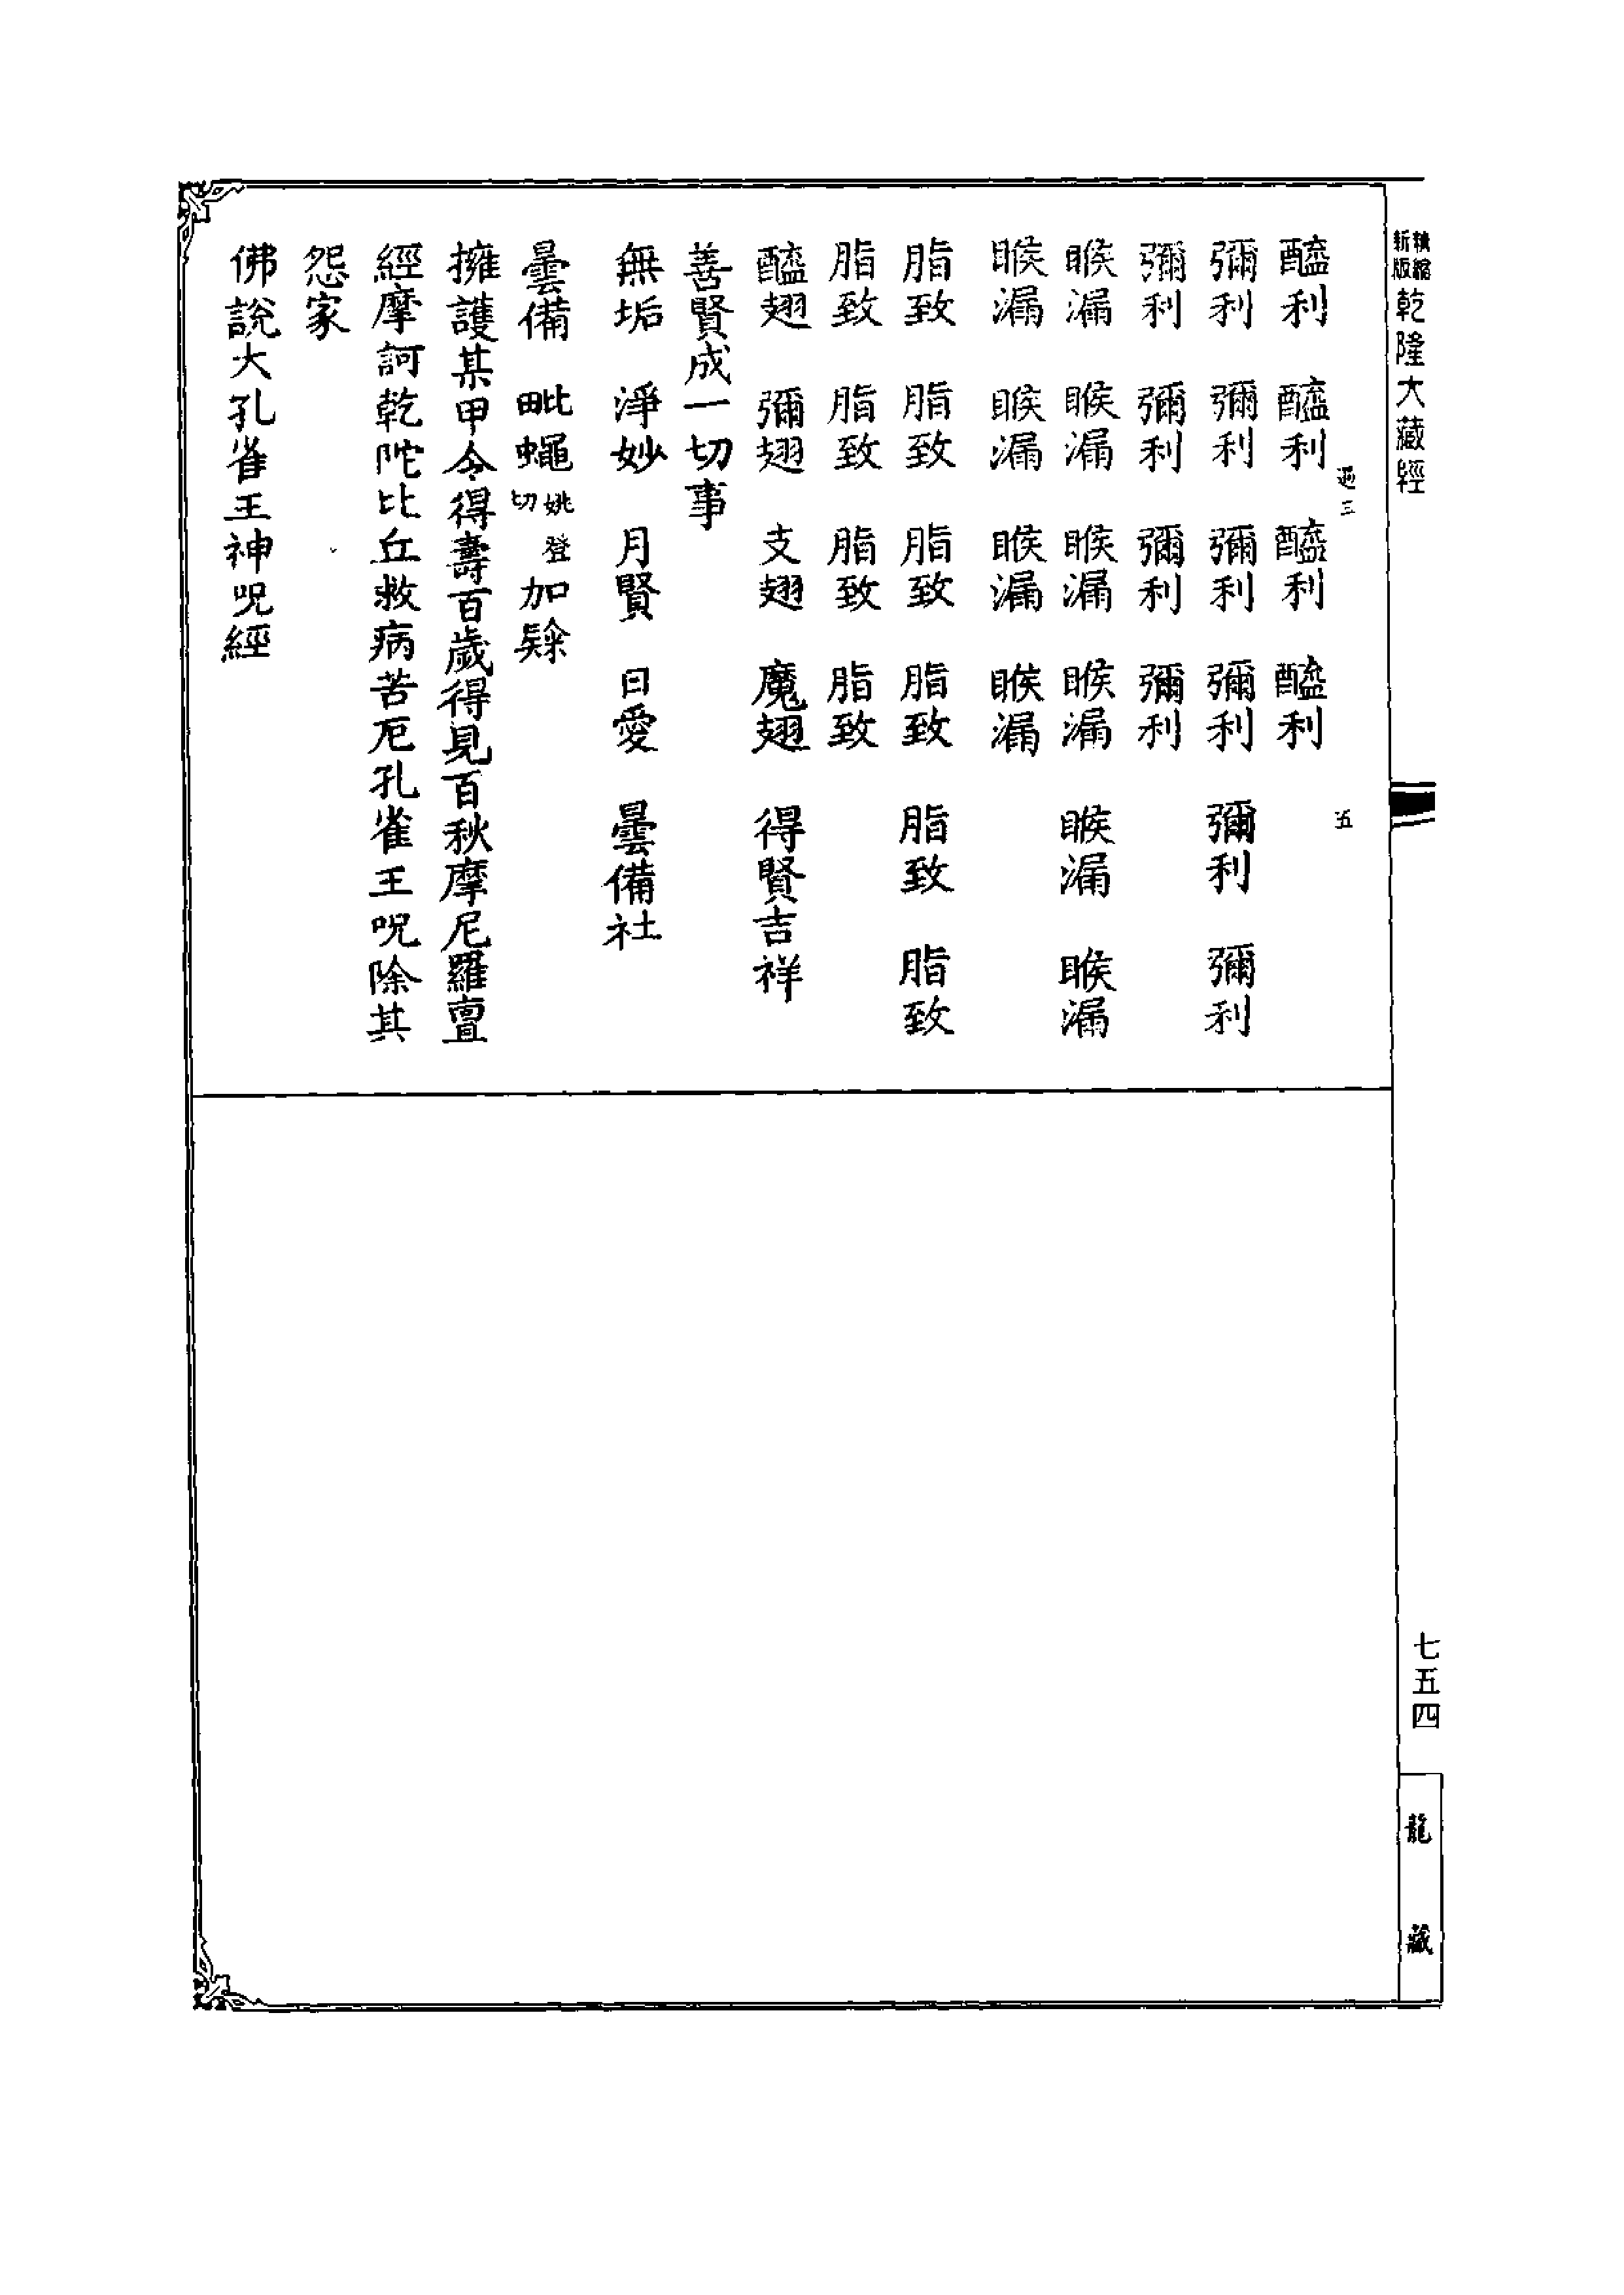 精縮新版乾隆大藏經
三
五
醯利　醯利　醯利　醯利
彌利　彌利　彌利　彌利　彌利　彌利
彌利　彌利　彌利　彌利
睺漏　睺漏　睺漏　睺漏　睺漏　睺漏
睺漏　睺漏　睺漏　睺漏
脂致　脂致　脂致　脂致　脂致　脂致
脂致　脂致　脂致　脂致
醯翅　彌翅　支翅　魔翅　得賢吉祥
善賢成一切事
無垢　淨妙　月賢　日愛　曇備社
曇備　毗蠅姚登切加
擁護某甲令得壽百歲得見百秋摩尼羅亶
經摩訶乾陀比丘救病苦厄孔雀王呪除其
怨家
佛說大孔雀王神呪經
七五四
龍藏